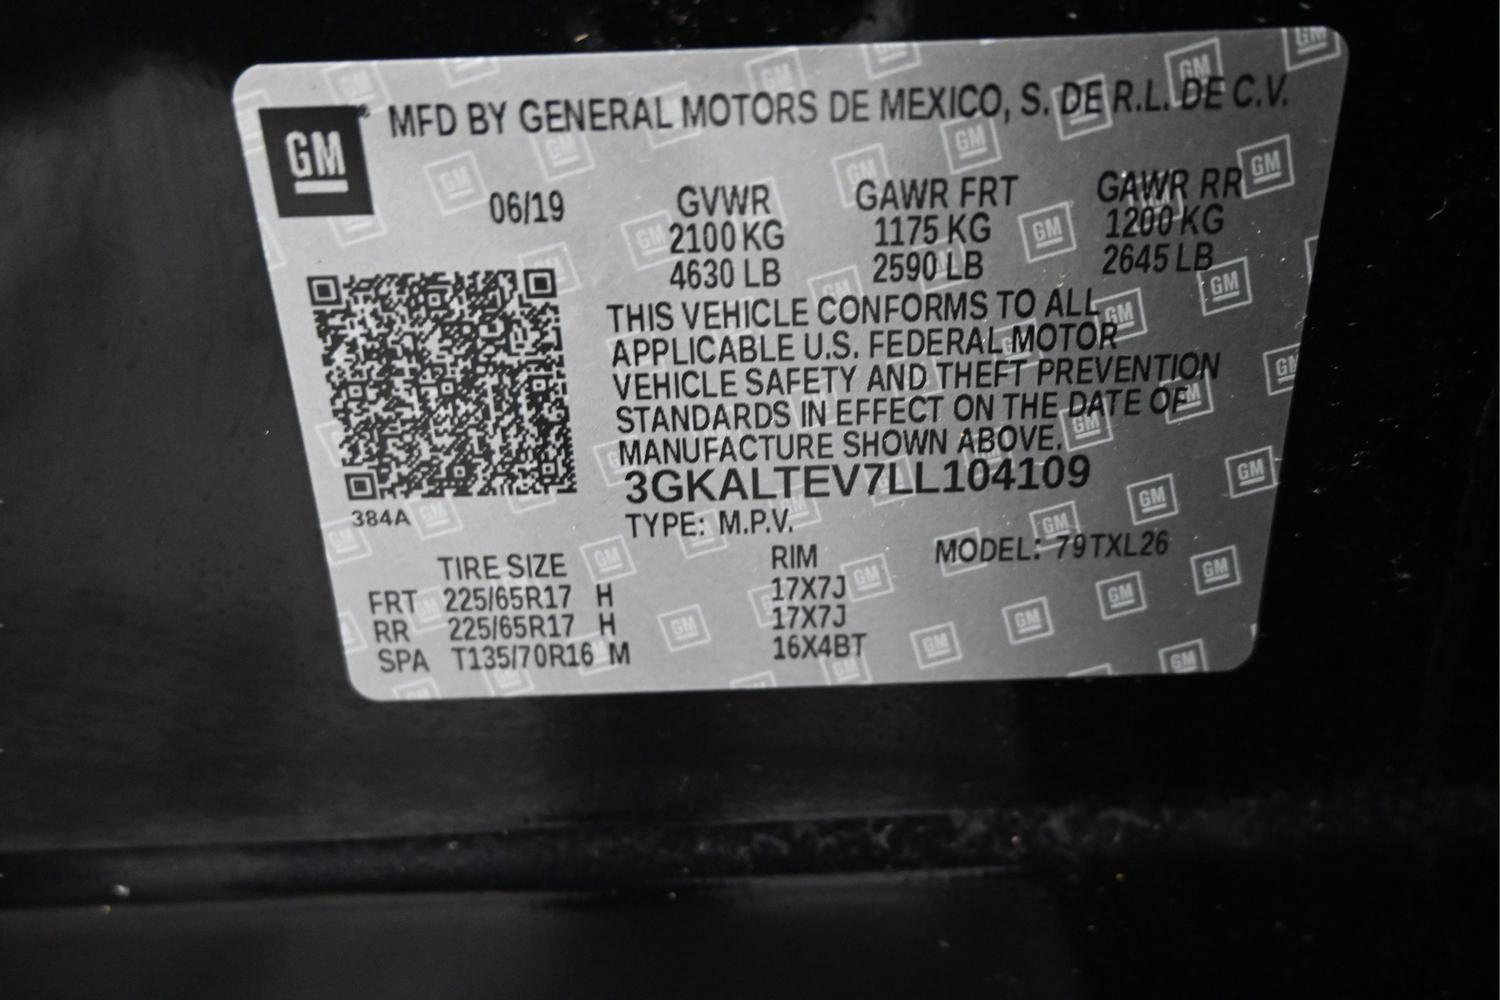 GM
MFD BY GENERAL MOTORS DE MEXICO, S. DE R.L. DE C.V.
06/19 GVWR GAWR FRT GAWR RR
2100 KG 1175 KG 1200 KG
4630 LB 2590 LB 2645 LB
THIS VEHICLE CONFORMS TO ALL
APPLICABLE U.S. FEDERAL MOTOR
VEHICLE SAFETY AND THEFT PREVENTION
STANDARDS IN EFFECT ON THE DATE OF
MANUFACTURE SHOWN ABOVE.
3GKALTEV7LL104109
384A
TYPE: M.P.V.
TIRE SIZE RIM MODEL: 79TXL26
FRT 225/65R17 H 17X7J
RR 225/65R17 H 17X7J
SPA T135/70R16 M 16X4BT